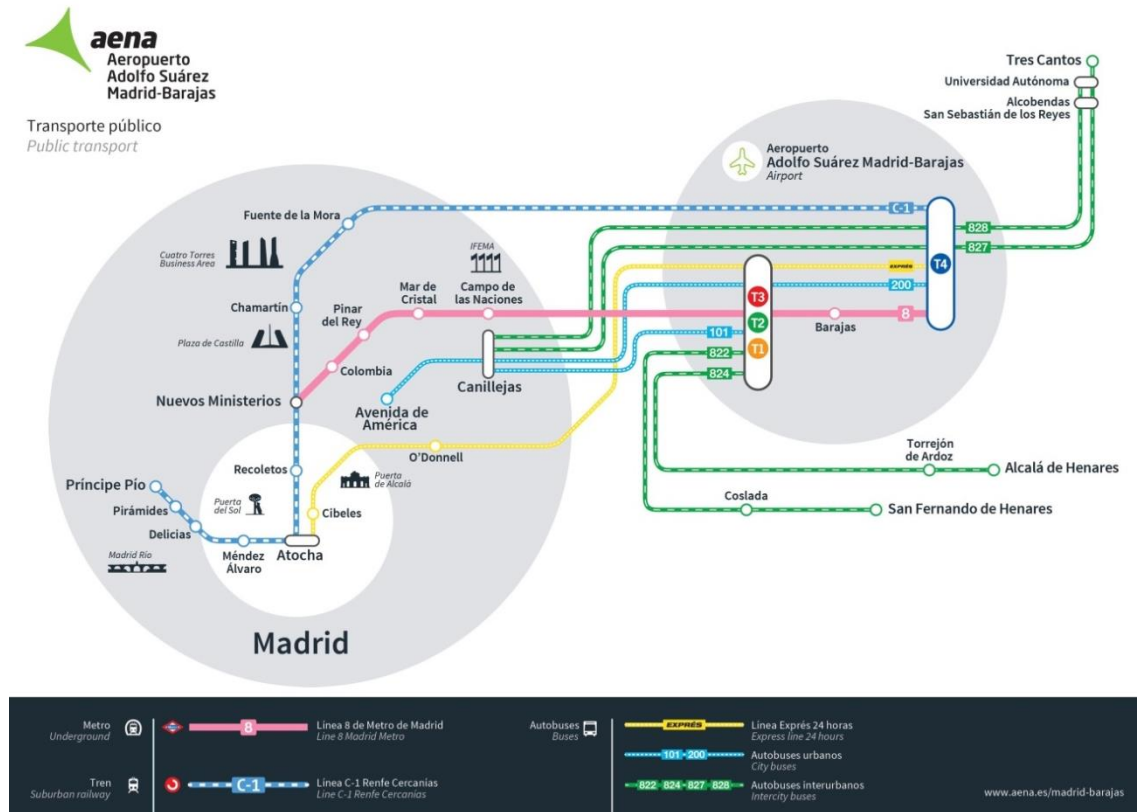 aena
Aeropuerto
Adolfo Suárez
Madrid-Barajas
Transporte público
Public transport
Tres Cantos
Universidad Autónoma
Alcobendas
San Sebastián de los Reyes
Aeropuerto
Adolfo Suárez Madrid-Barajas
Airport
C-1
828
827
T4
EXPRÉS
200
8
Fuente de la Mora
Cuatro Torres
Business Area
IFEMA
Chamartín
Plaza de Castilla
Mar de
Cristal
Campo de
las Naciones
Pinar
del Rey
Colombia
T3
T2
T1
Barajas
101
822
824
Canillejas
Nuevos Ministerios
Avenida de
América
O'Donnell
Recoletos
Puerta
de Alcalá
Torrejón
de Ardoz
Alcalá de Henares
Príncipe Pío
Pirámides
Delicias
Puerta
del Sol
Cibeles
Coslada
San Fernando de Henares
Madrid Río
Méndez
Álvaro
Atocha
Madrid
Metro
Underground
8
Línea 8 de Metro de Madrid
Line 8 Madrid Metro
Tren
Suburban railway
C-1
Línea C-1 Renfe Cercanías
Line C-1 Renfe Cercanías
Autobuses
Buses
EXPRÉS
Línea Exprés 24 horas
Express line 24 hours
101 200
Autobuses urbanos
City buses
822 824 827 828
Autobuses interurbanos
Intercity buses
www.aena.es/madrid-barajas